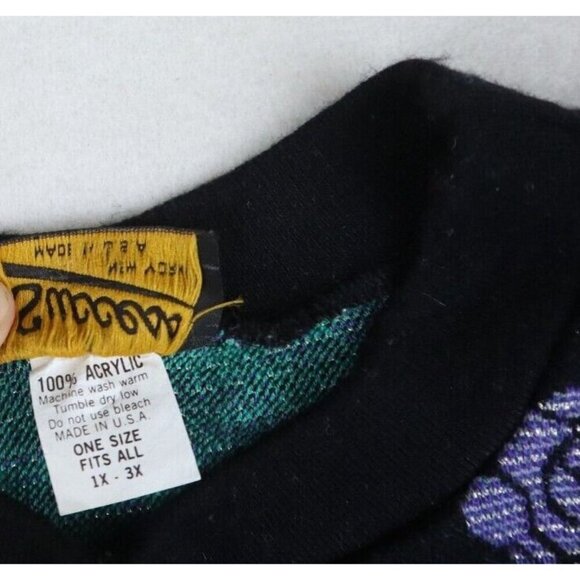 100% ACRYLIC
Machine wash warm
Tumble dry low
Do not use bleach
MADE IN U.S.A.
ONE SIZE
FITS ALL
1X - 3X